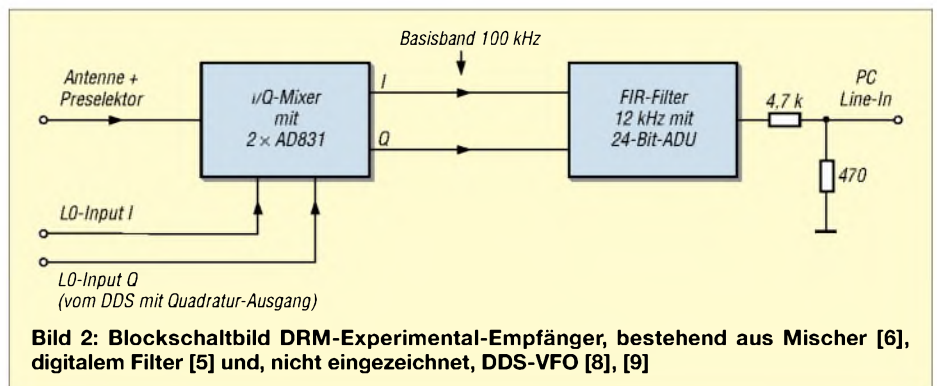 Basisband 100 kHz
Antenne +
Preselektor
I/Q-Mixer
mit
2 × AD831
I
Q
FIR-Filter
12 kHz mit
24-Bit-ADU
4,7 k
PC
Line-In
470
LO-Input I
LO-Input Q
(vom DDS mit Quadratur-Ausgang)
Bild 2: Blockschaltbild DRM-Experimental-Empfänger, bestehend aus Mischer [6],
digitalem Filter [5] und, nicht eingezeichnet, DDS-VFO [8], [9]